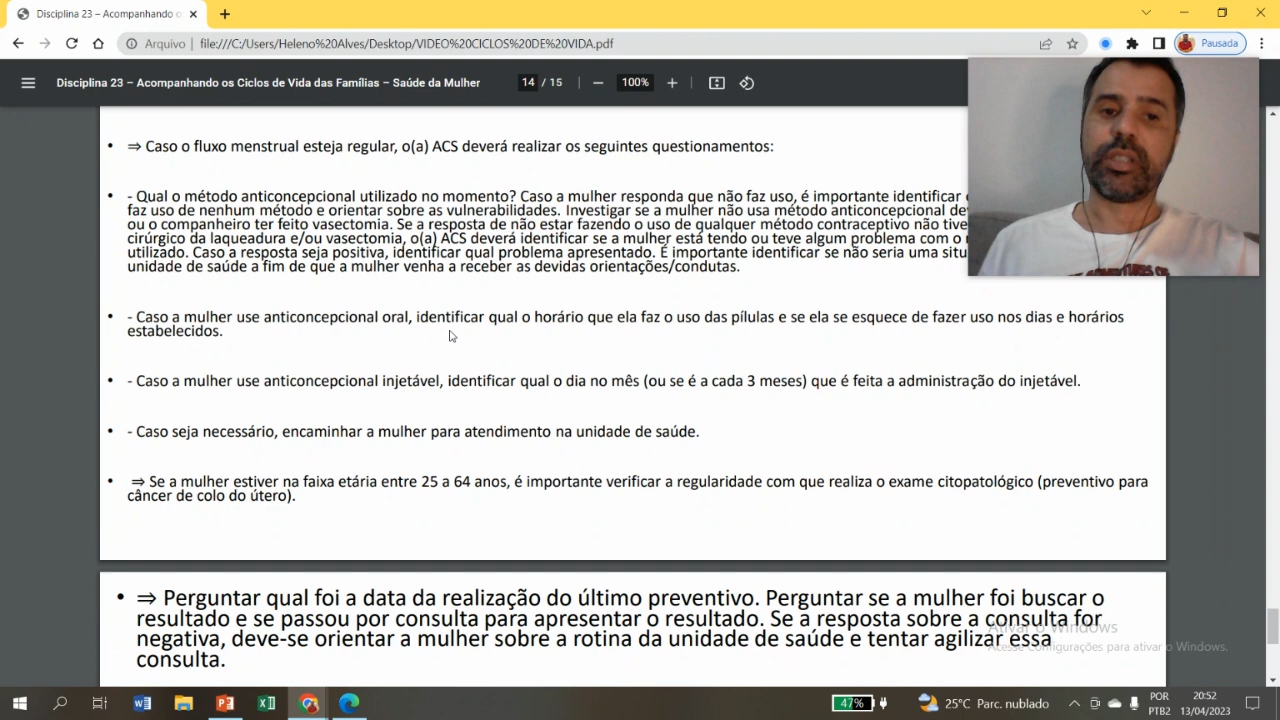 Disciplina 23 – Acompanhando o
Arquivo | file:///C:/Users/Heleno%20Alves/Desktop/VIDEO%20CICLOS%20DE%20VIDA.pdf
Pausada
Disciplina 23 – Acompanhando os Ciclos de Vida das Famílias – Saúde da Mulher
14 / 15
100%
• ⇒ Caso o fluxo menstrual esteja regular, o(a) ACS deverá realizar os seguintes questionamentos:
• - Qual o método anticoncepcional utilizado no momento? Caso a mulher responda que não faz uso, é importante identificar
faz uso de nenhum método e orientar sobre as vulnerabilidades. Investigar se a mulher não usa método anticoncepcional
ou o companheiro ter feito vasectomia. Se a resposta de não estar fazendo o uso de qualquer método contraceptivo não
cirúrgico da laqueadura e/ou vasectomia, o(a) ACS deverá identificar se a mulher está tendo ou teve algum problema com o
utilizado. Caso a resposta seja positiva, identificar qual problema apresentado. É importante identificar se não seria uma
unidade de saúde a fim de que a mulher venha a receber as devidas orientações/condutas.
• - Caso a mulher use anticoncepcional oral, identificar qual o horário que ela faz o uso das pílulas e se ela se esquece de fazer uso nos dias e horários
estabelecidos.
• - Caso a mulher use anticoncepcional injetável, identificar qual o dia no mês (ou se é a cada 3 meses) que é feita a administração do injetável.
• - Caso seja necessário, encaminhar a mulher para atendimento na unidade de saúde.
• ⇒ Se a mulher estiver na faixa etária entre 25 a 64 anos, é importante verificar a regularidade com que realiza o exame citopatológico (preventivo para
câncer de colo do útero).
• ⇒ Perguntar qual foi a data da realização do último preventivo. Perguntar se a mulher foi buscar o
resultado e se passou por consulta para apresentar o resultado. Se a resposta sobre a consulta for
negativa, deve-se orientar a mulher sobre a rotina da unidade de saúde e tentar agilizar essa
consulta.
Ativar o Windows
Acesse Configurações para ativar o Windows.
47%
25°C Parc. nublado
POR
PTB2
20:52
13/04/2023